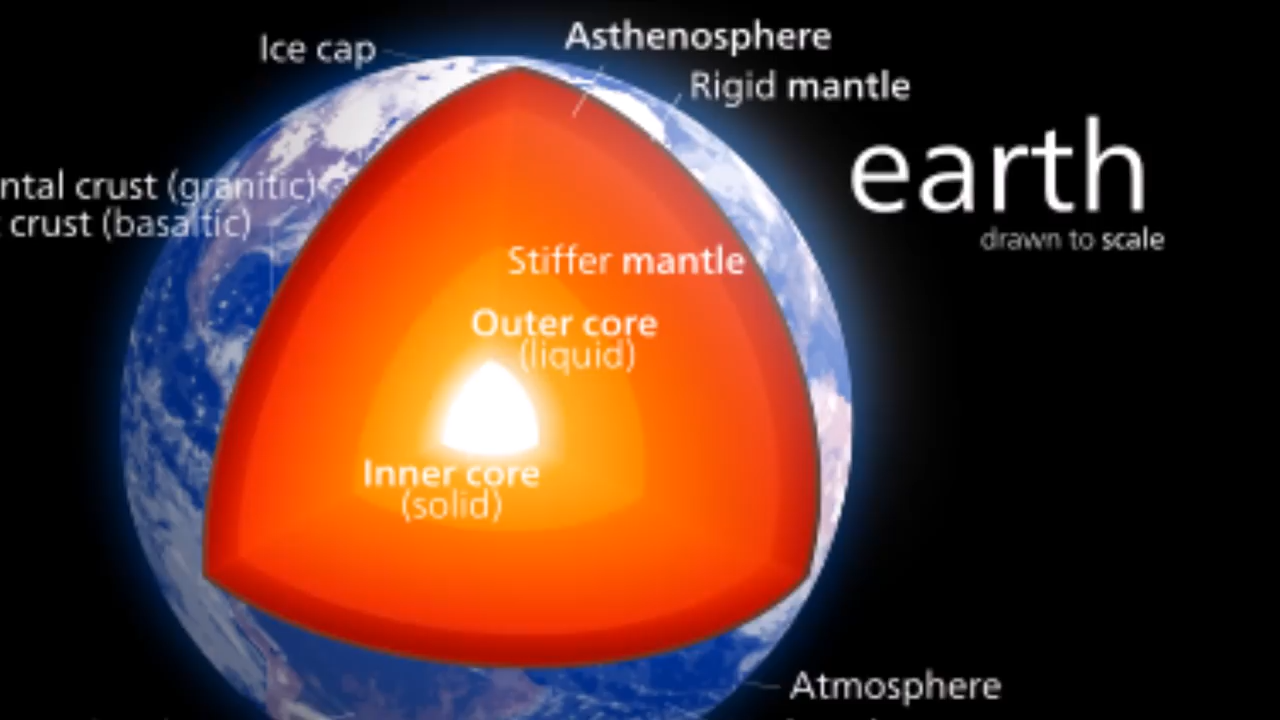 Ice cap
Asthenosphere
Rigid mantle
earth
drawn to scale
ntal crust (granitic)
crust (basaltic)
Stiffer mantle
Outer core
(liquid)
Inner core
(solid)
Atmosphere